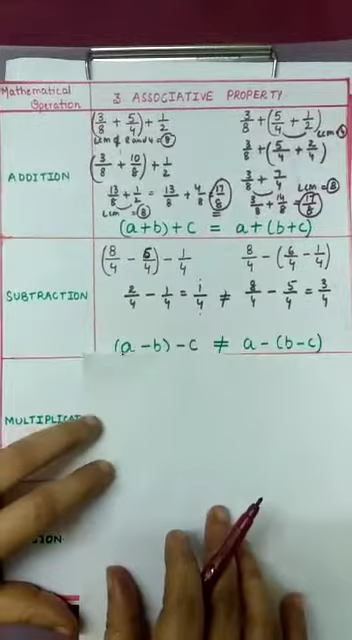 Mathematical Operation
3 ASSOCIATIVE PROPERTY
ADDITION
(3/8 + 5/4) + 1/2
Lcm of 8 and 4 = 8
(3/8 + 10/8) + 1/2
13/8 + 1/2 = 13/8 + 4/8 = 17/8
Lcm = 8
3/8 + (5/4 + 1/2)
Lcm 4
3/8 + (5/4 + 2/4)
3/8 + 7/4
Lcm = 8
3/8 + 14/8 = 17/8
(a+b)+c = a+(b+c)
SUBTRACTION
(8/4 - 5/4) - 1/4
8/4 - (6/4 - 1/4)
2/4 - 1/4 = 1/4 ≠ 8/4 - 5/4 = 3/4
(a-b)-c ≠ a-(b-c)